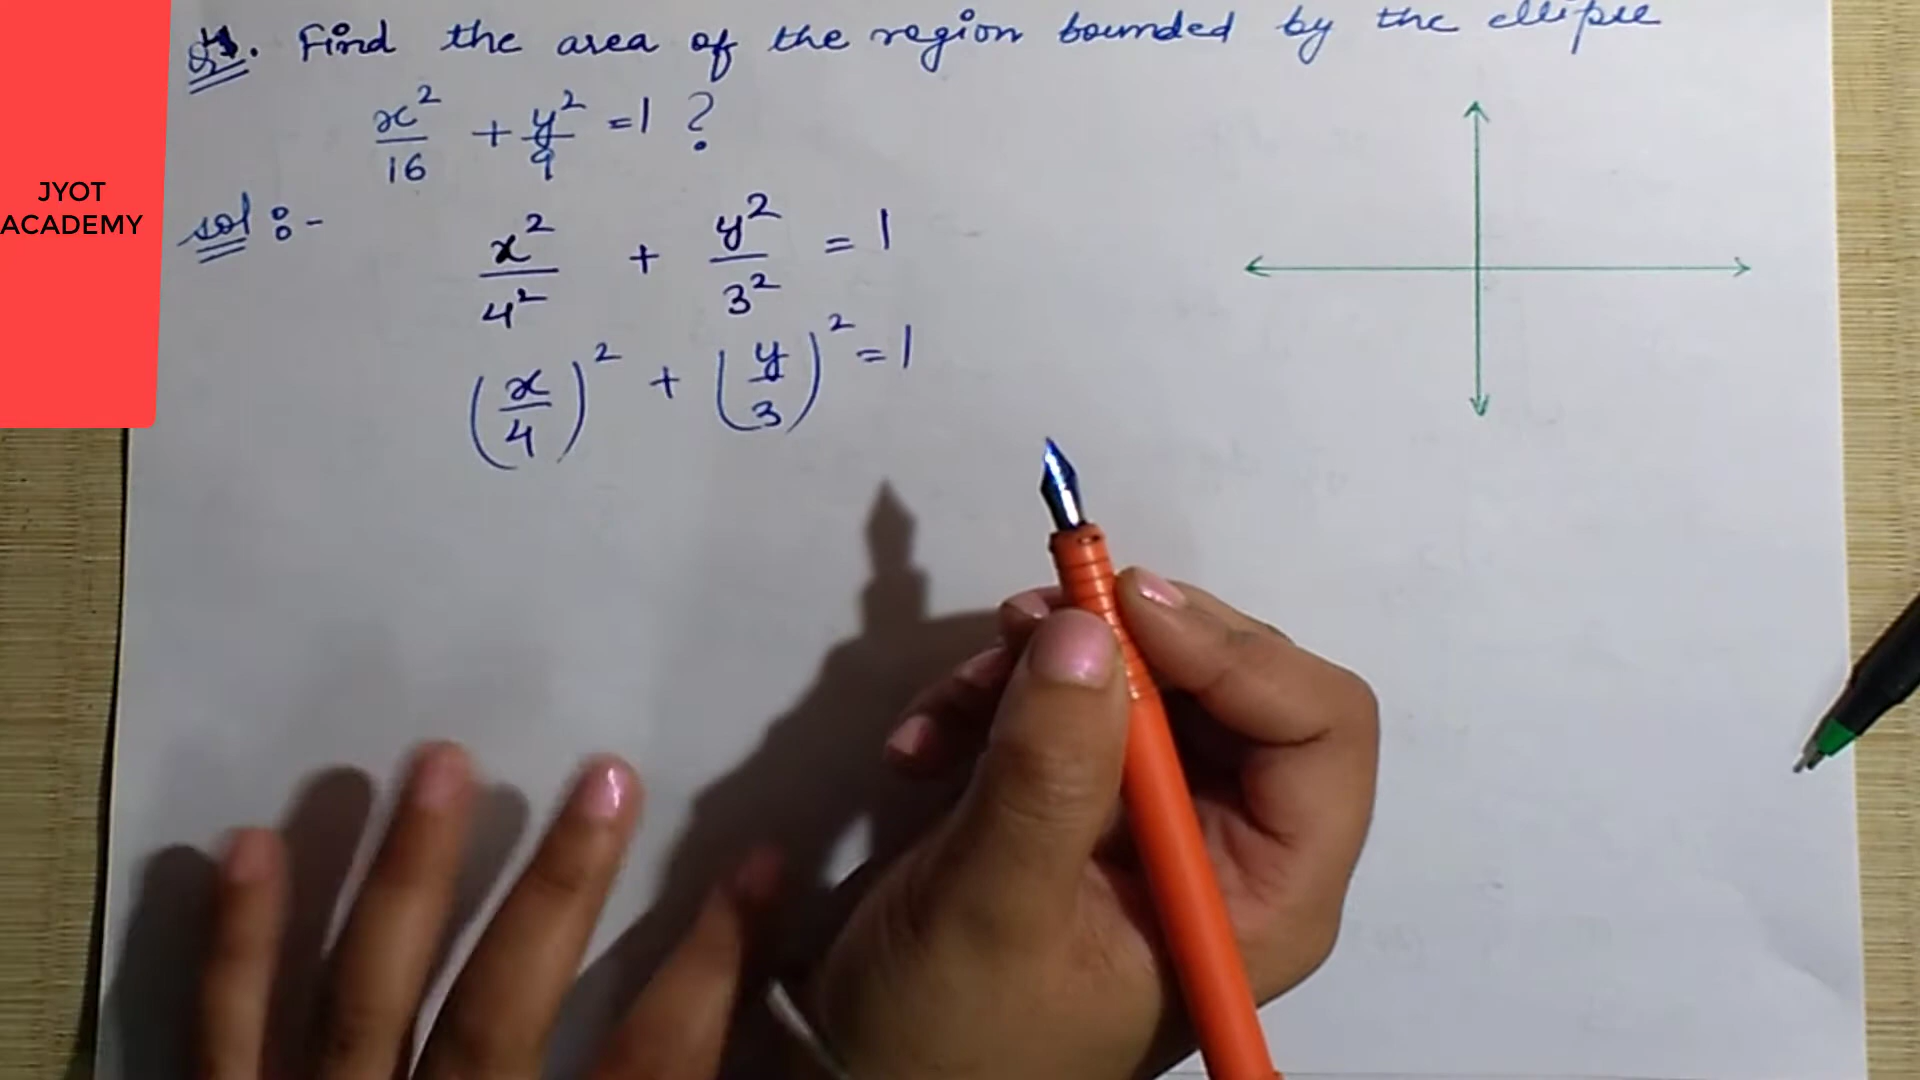 JYOT
ACADEMY
Find the area of the region bounded by the ellipse
x²/16 + y²/9 = 1 ?
sol :-
x²/4² + y²/3² = 1
(x/4)² + (y/3)² = 1